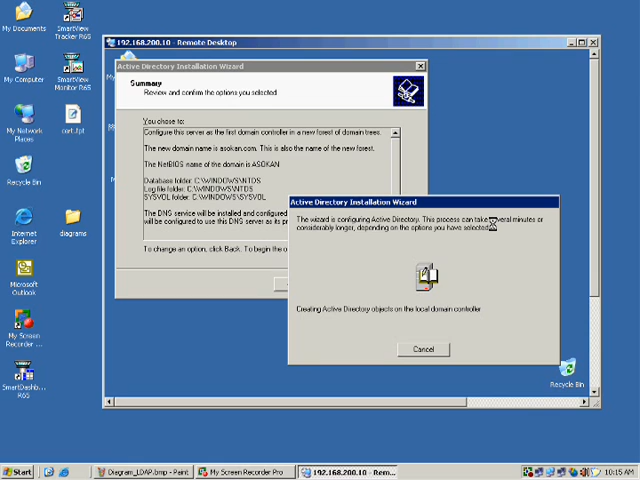 My Documents
SmartView
Tracker R65
My Computer
SmartView
Monitor R65
My Network
Places
cert.fpt
Recycle Bin
Internet
Explorer
diagrams
Microsoft
Outlook
My Screen
Recorder ...
SmartDashb...
R65
192.168.200.10 - Remote Desktop
Active Directory Installation Wizard
Summary
Review and confirm the options you selected
You chose to:
Configure this server as the first domain controller in a new forest of domain trees.
The new domain name is asokan.com. This is also the name of the new forest.
The NetBIOS name of the domain is ASOKAN
Database folder: C:\WINDOWS\NTDS
Log file folder: C:\WINDOWS\NTDS
SYSVOL folder: C:\WINDOWS\SYSVOL
The DNS service will be installed and configured
will be configured to use this DNS server as its
To change an option, click Back. To begin the
Active Directory Installation Wizard
The wizard is configuring Active Directory. This process can take several minutes or
considerably longer, depending on the options you have selected.
Creating Active Directory objects on the local domain controller
Cancel
Recycle Bin
Start
Diagram_LDAP.bmp - Paint
My Screen Recorder Pro
192.168.200.10 - Rem...
10:15 AM